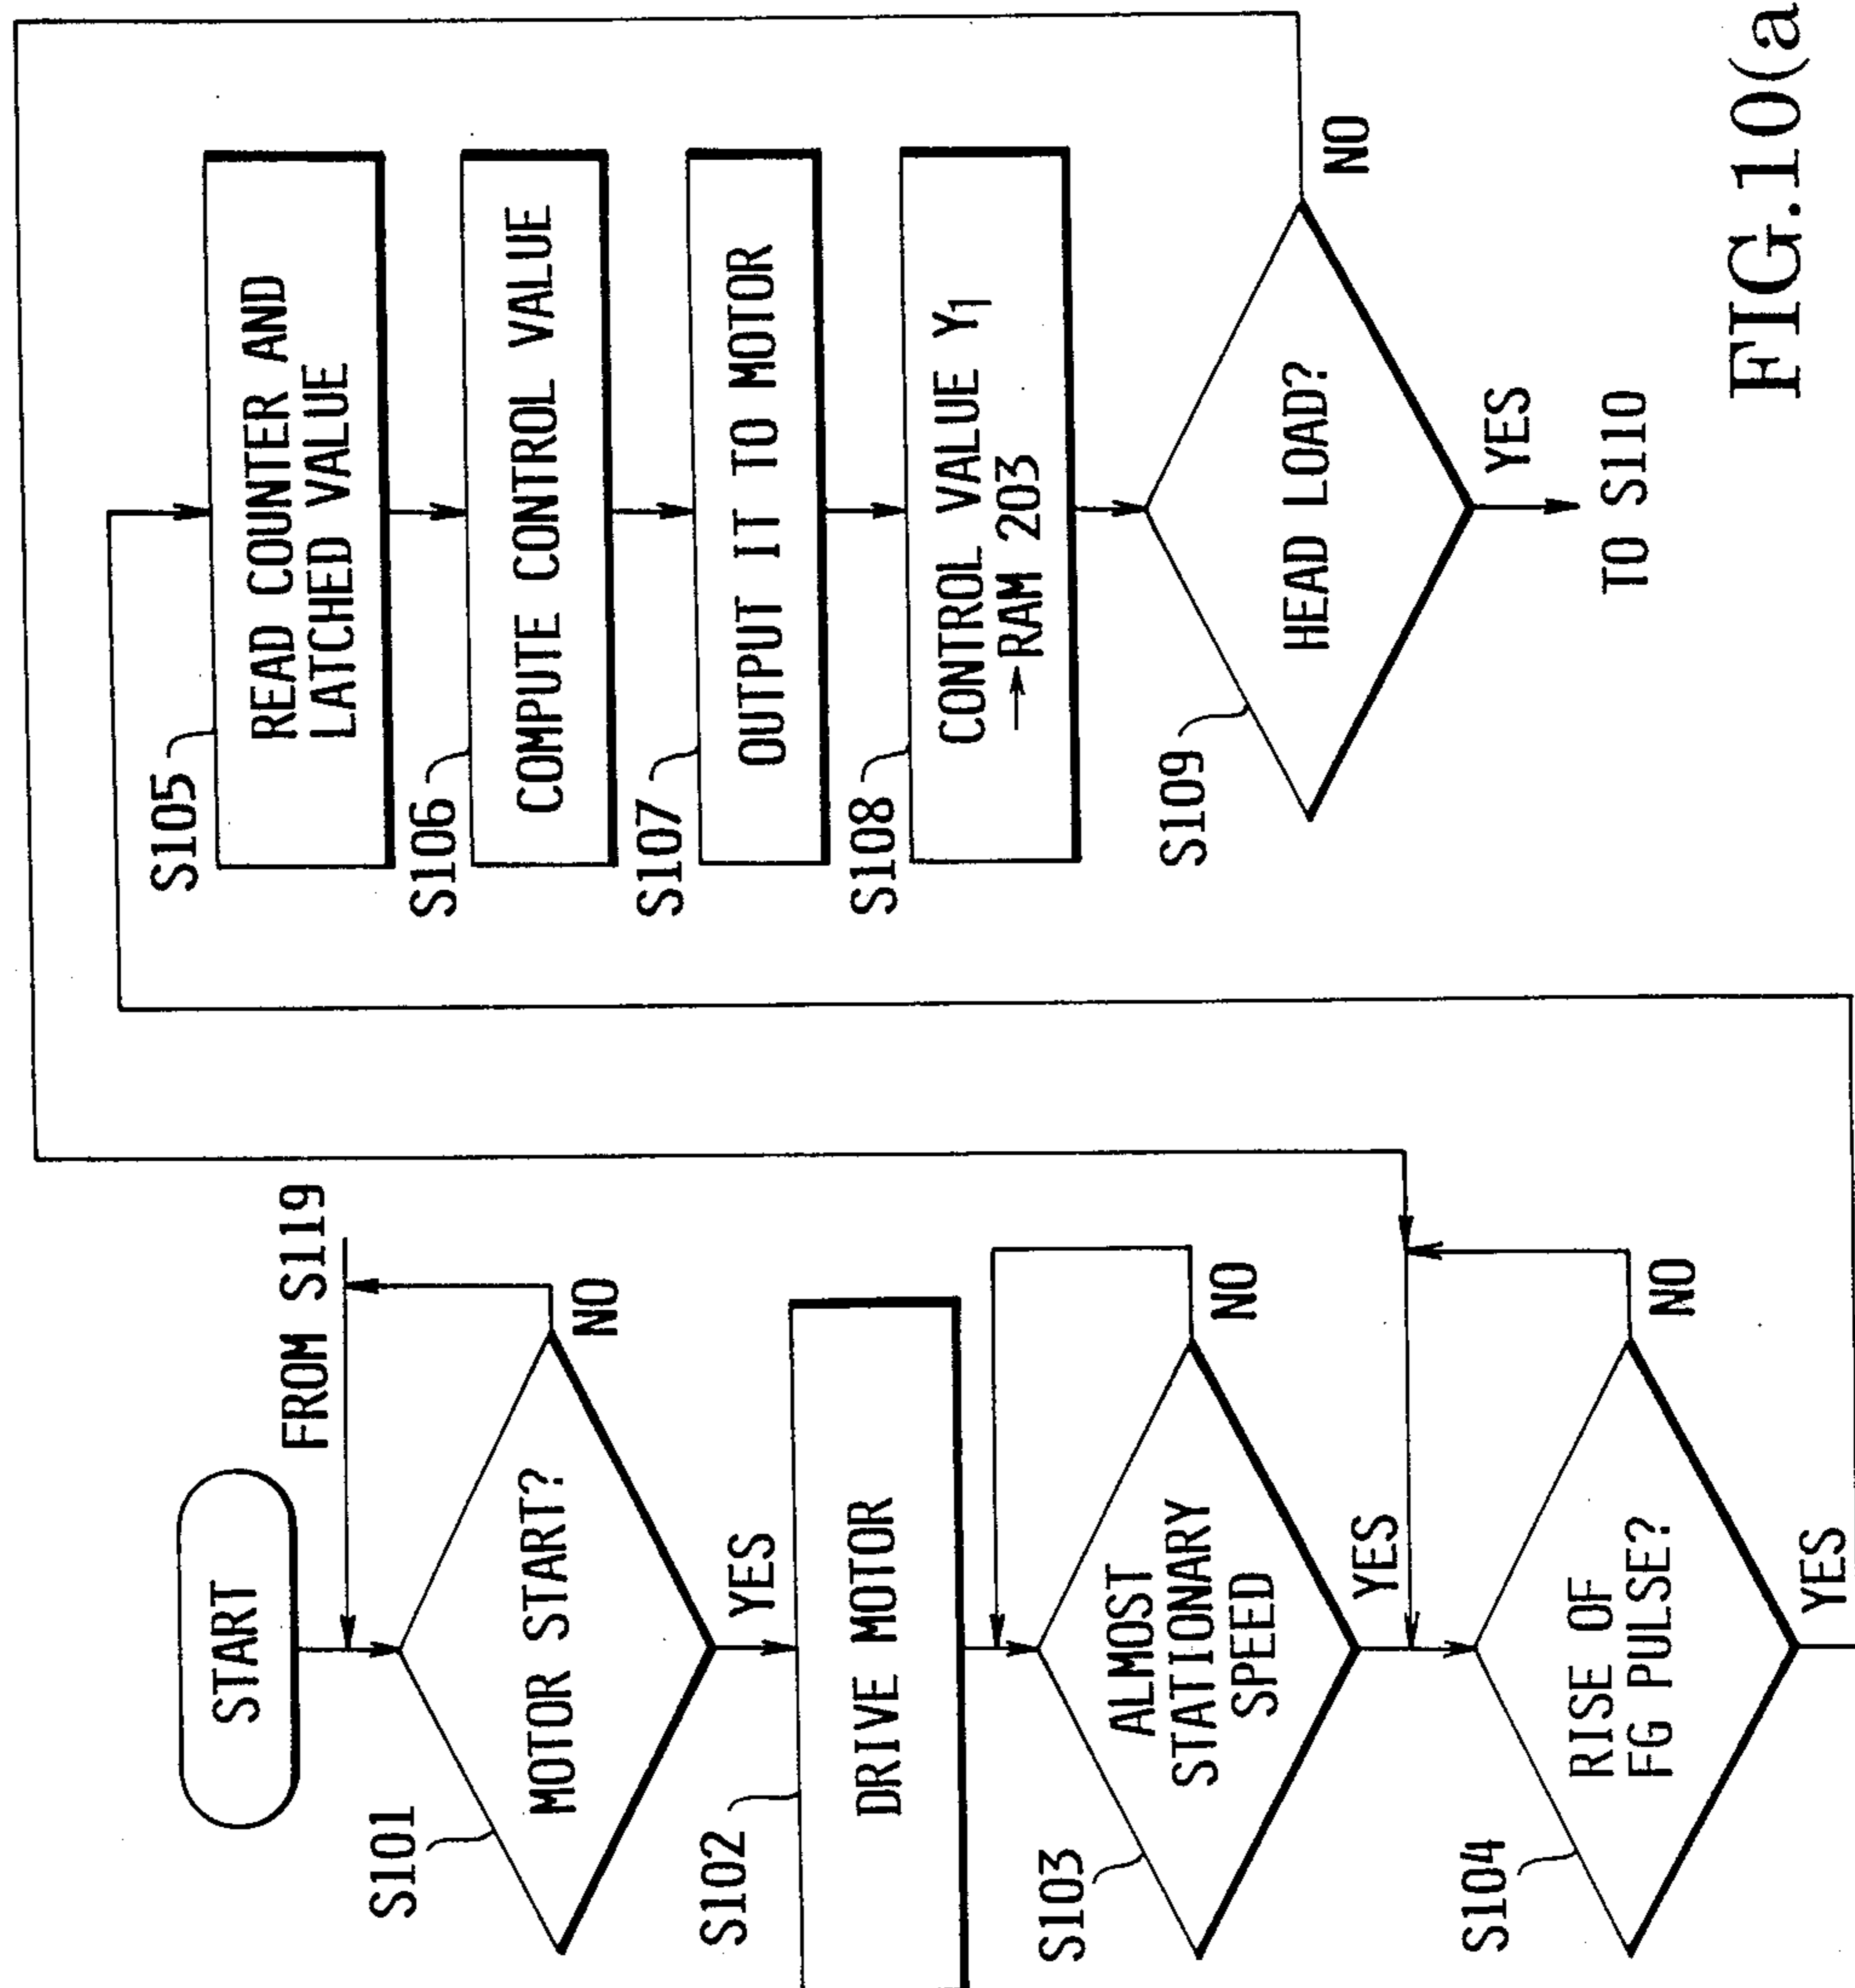 START
FROM S119
S101
MOTOR START?
NO
YES
S102
DRIVE MOTOR
S103
ALMOST
STATIONARY
SPEED
NO
YES
S104
RISE OF
FG PULSE?
NO
YES
S105
READ COUNTER AND
LATCHED VALUE
S106
COMPUTE CONTROL VALUE
S107
OUTPUT IT TO MOTOR
S108
CONTROL VALUE Y1
→RAM 203
S109
HEAD LOAD?
NO
YES
TO S110
FIG.10(a